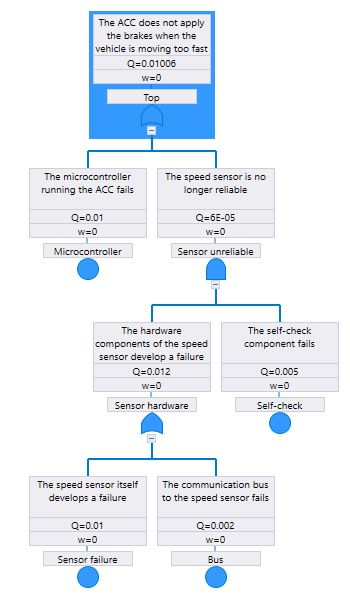 The ACC does not apply
the brakes when the
vehicle is moving too fast
Q=0.01006
w=0
Top
The microcontroller
running the ACC fails
Q=0.01
w=0
Microcontroller
The speed sensor is no
longer reliable
Q=6E-05
w=0
Sensor unreliable
The hardware
components of the speed
sensor develop a failure
Q=0.012
w=0
Sensor hardware
The self-check
component fails
Q=0.005
w=0
Self-check
The speed sensor itself
develops a failure
Q=0.01
w=0
Sensor failure
The communication bus
to the speed sensor fails
Q=0.002
w=0
Bus